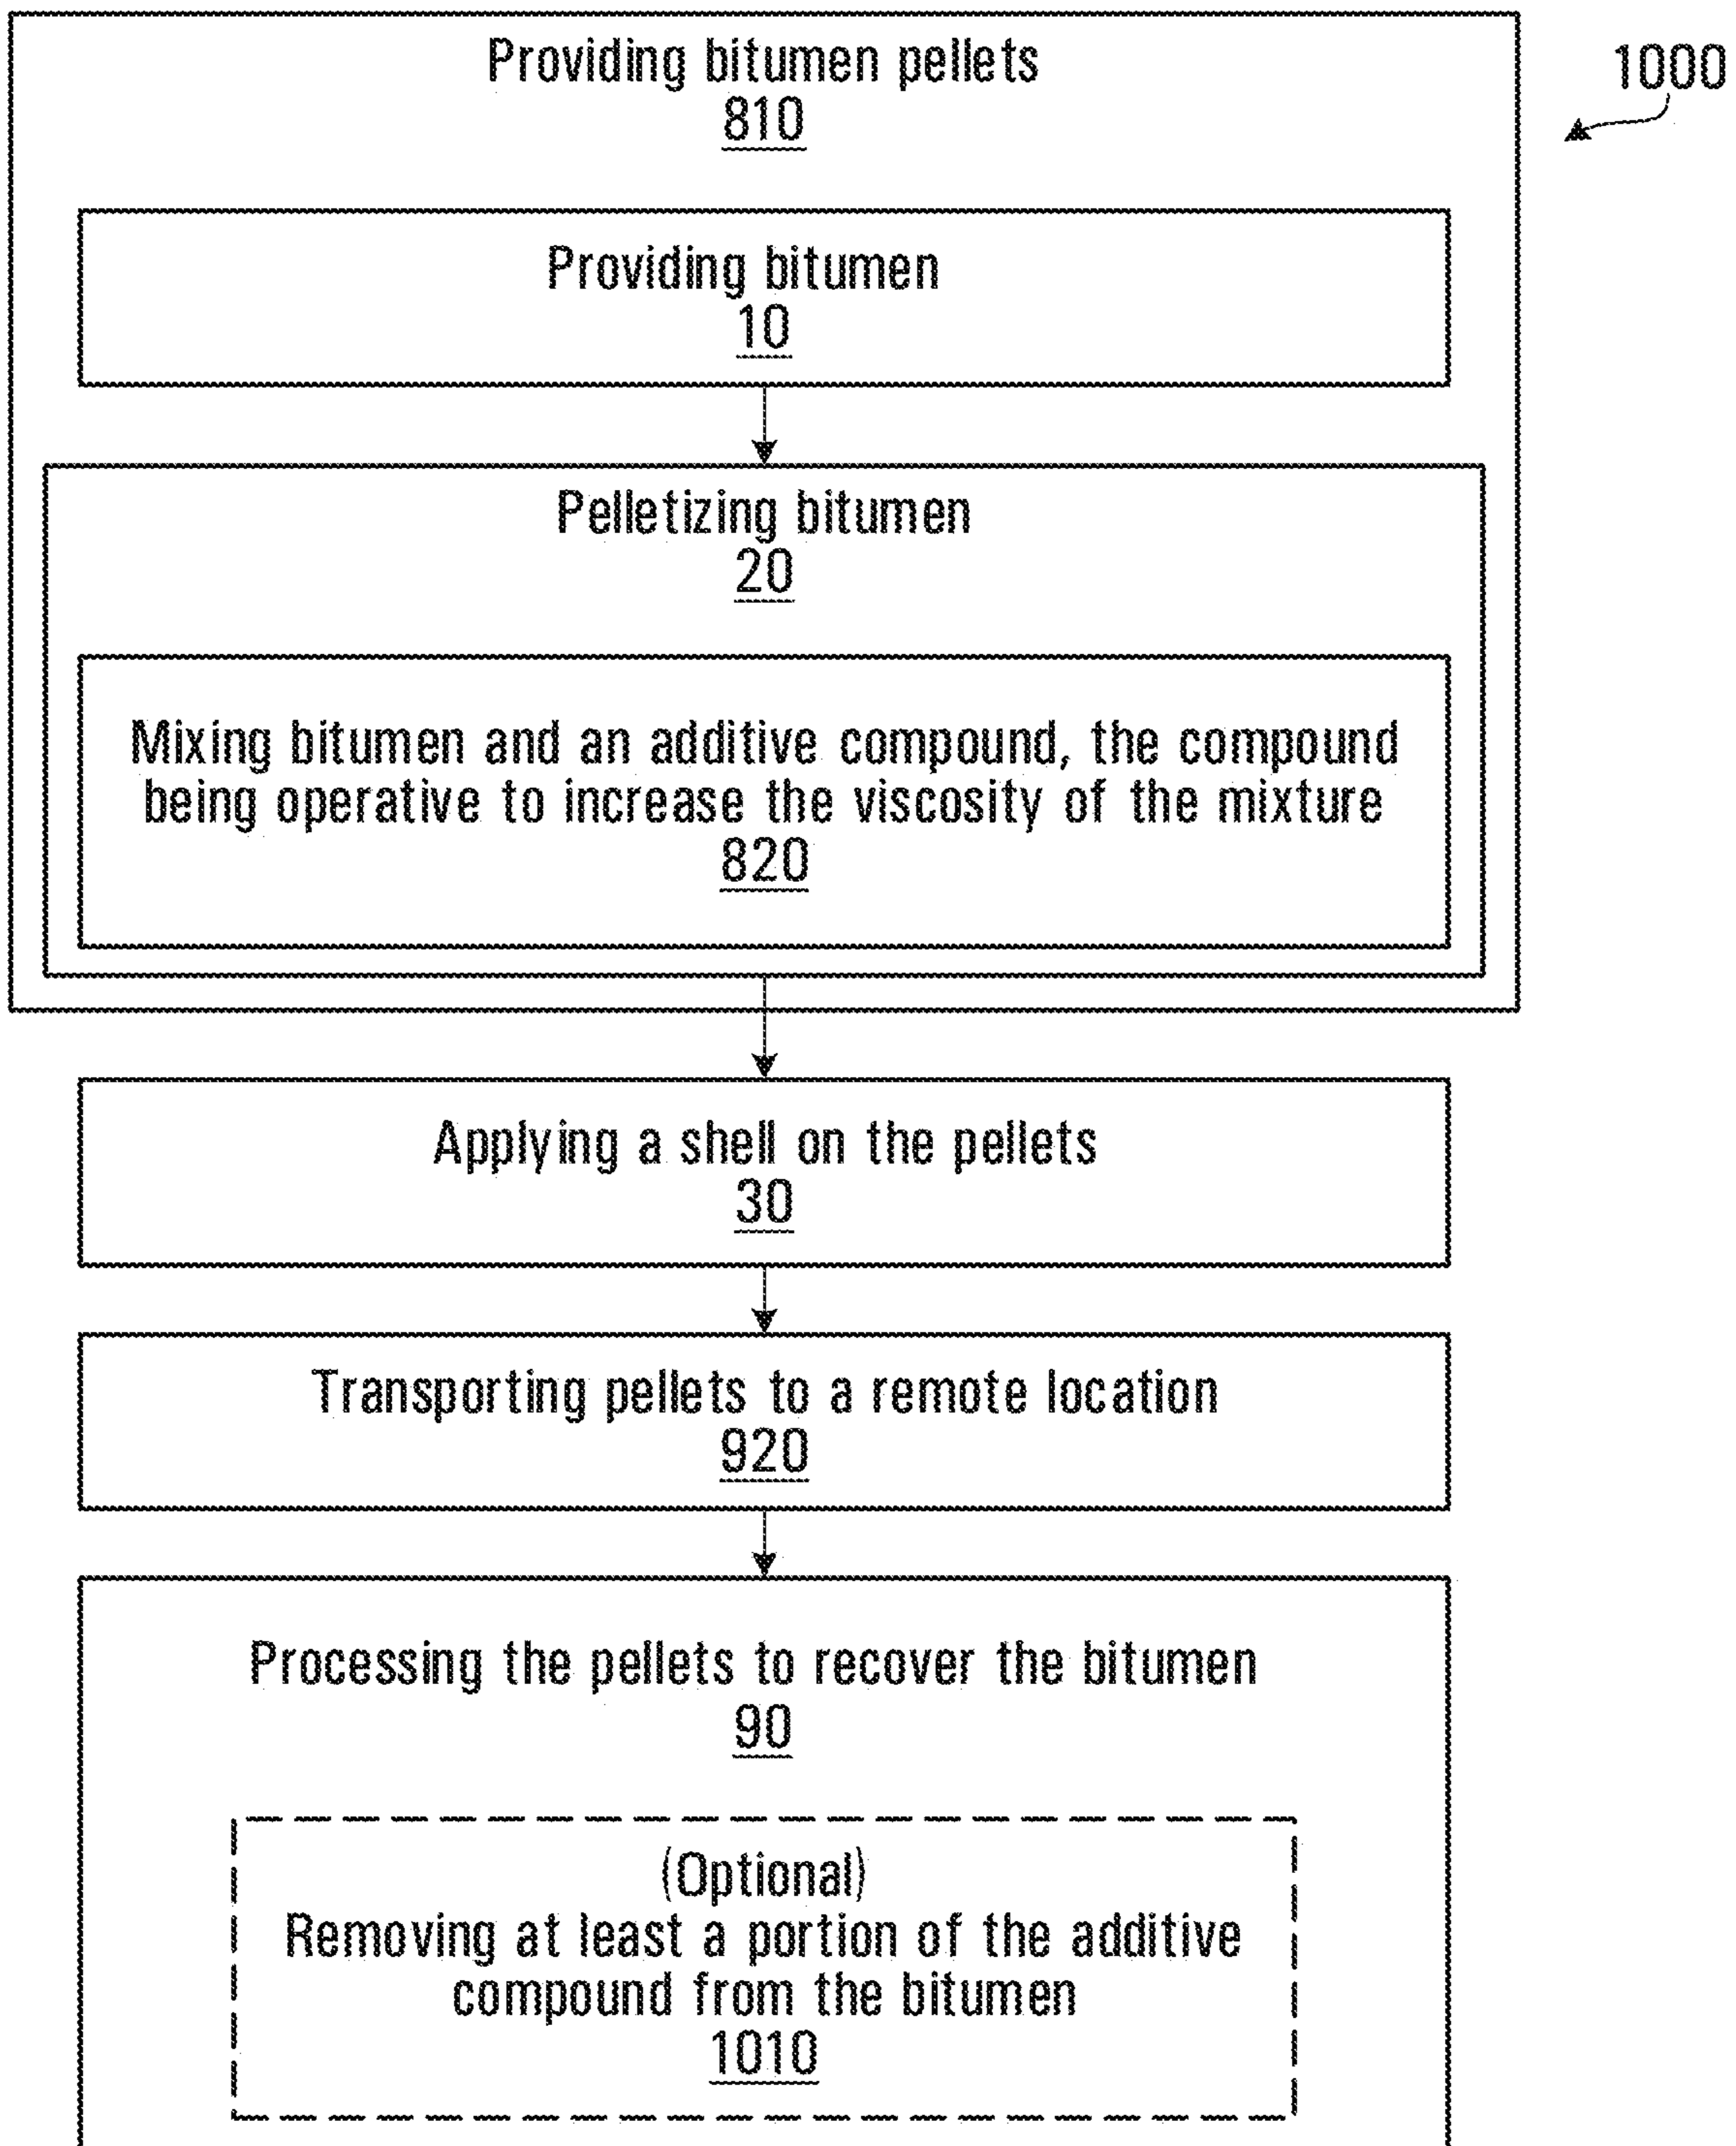 Providing bitumen pellets
810
1000
Providing bitumen
10
Pelletizing bitumen
20
Mixing bitumen and an additive compound, the compound
being operative to increase the viscosity of the mixture
820
Applying a shell on the pellets
30
Transporting pellets to a remote location
920
Processing the pellets to recover the bitumen
90
(Optional)
Removing at least a portion of the additive
compound from the bitumen
1010